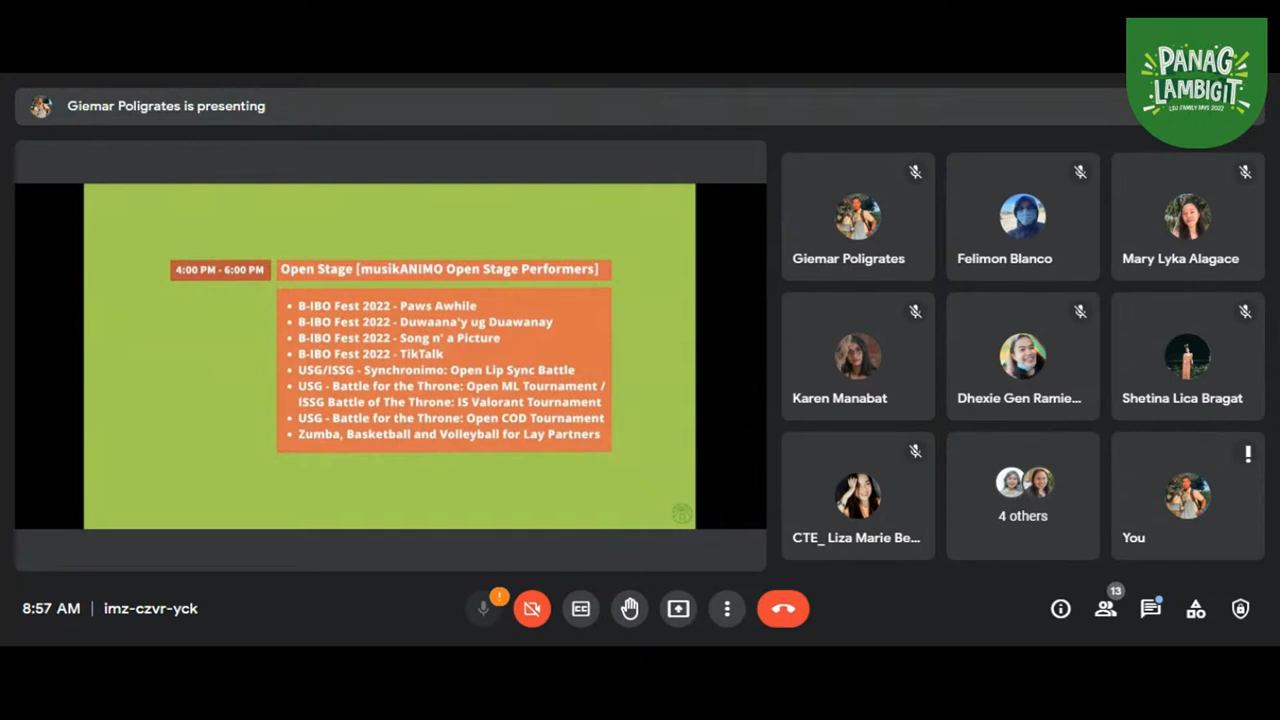 PANAG
LAMBIGIT
LSU FAMILY DAYS 2022
Giemar Poligrates is presenting
4:00 PM - 6:00 PM
Open Stage [musikANIMO Open Stage Performers]
• B-IBO Fest 2022 - Paws Awhile
• B-IBO Fest 2022 - Duwaana'y ug Duawanay
• B-IBO Fest 2022 - Song n' a Picture
• B-IBO Fest 2022 - TikTalk
• USG/ISSG - Synchronimo: Open Lip Sync Battle
• USG - Battle for the Throne: Open ML Tournament /
ISSG Battle of The Throne: IS Valorant Tournament
• USG - Battle for the Throne: Open COD Tournament
• Zumba, Basketball and Volleyball for Lay Partners
Giemar Poligrates
Felimon Blanco
Mary Lyka Alagace
Karen Manabat
Dhexie Gen Ramie...
Shetina Lica Bragat
CTE_ Liza Marie Be...
4 others
You
8:57 AM | imz-czvr-yck
13